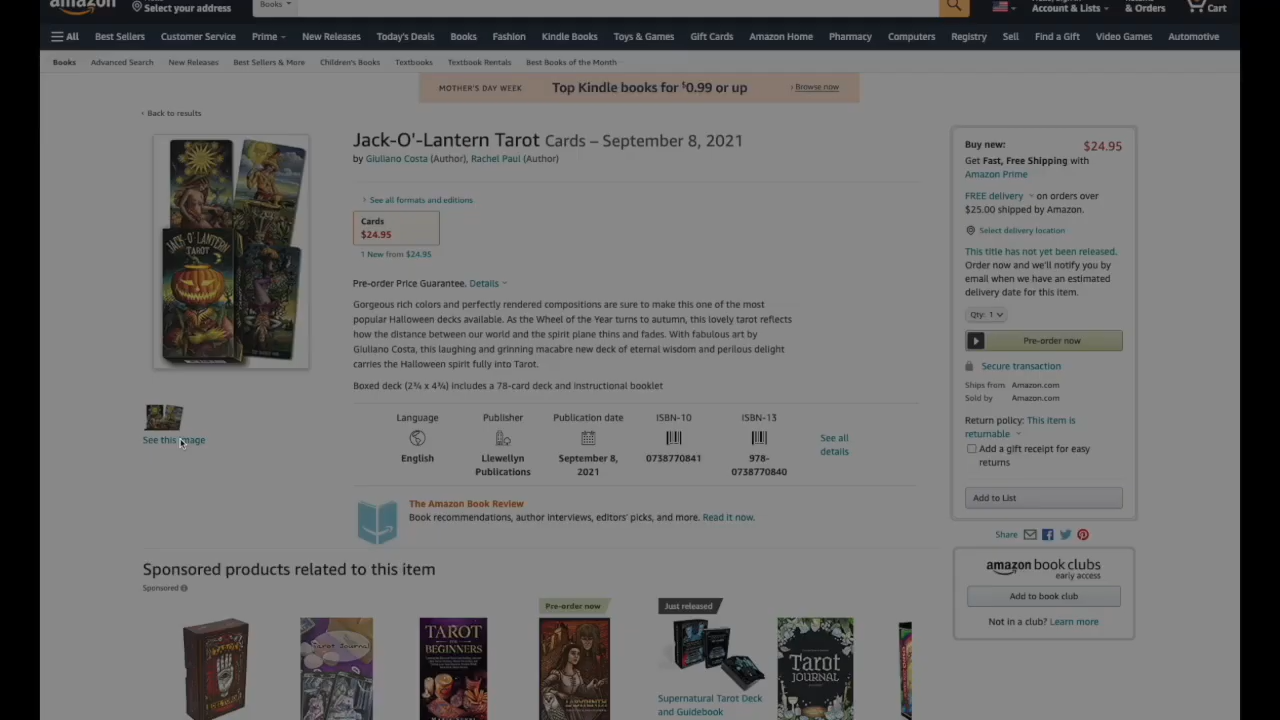 amazon
Select your address
Books
Account & Lists
& Orders
Cart
All Best Sellers Customer Service Prime New Releases Today's Deals Books Fashion Kindle Books Toys & Games Gift Cards Amazon Home Pharmacy Computers Registry Sell Find a Gift Video Games Automotive
Books Advanced Search New Releases Best Sellers & More Children's Books Textbooks Textbook Rentals Best Books of the Month
MOTHER'S DAY WEEK Top Kindle books for $0.99 or up › Browse now
‹ Back to results
JACK-O'-LANTERN
TAROT
See this image
Jack-O'-Lantern Tarot Cards – September 8, 2021
by Giuliano Costa (Author), Rachel Paul (Author)
› See all formats and editions
Cards
$24.95
1 New from $24.95
Pre-order Price Guarantee. Details
Gorgeous rich colors and perfectly rendered compositions are sure to make this one of the most
popular Halloween decks available. As the Wheel of the Year turns to autumn, this lovely tarot reflects
how the distance between our world and the spirit plane thins and fades. With fabulous art by
Giuliano Costa, this laughing and grinning macabre new deck of eternal wisdom and perilous delight
carries the Halloween spirit fully into Tarot.
Boxed deck (2¾ x 4¾) includes a 78-card deck and instructional booklet
Language Publisher Publication date ISBN-10 ISBN-13
English Llewellyn Publications September 8, 2021 0738770841 978-0738770840
See all details
The Amazon Book Review
Book recommendations, author interviews, editors' picks, and more. Read it now.
Buy new: $24.95
Get Fast, Free Shipping with
Amazon Prime
FREE delivery on orders over
$25.00 shipped by Amazon.
Select delivery location
This title has not yet been released.
Order now and we'll notify you by
email when we have an estimated
delivery date for this item.
Qty: 1
Pre-order now
Secure transaction
Ships from Amazon.com
Sold by Amazon.com
Return policy: This item is
returnable
Add a gift receipt for easy
returns
Add to List
Share
amazon book clubs
early access
Add to book club
Not in a club? Learn more
Sponsored products related to this item
Sponsored
Pre-order now
Just released
Tarot Journal
TAROT
FOR
BEGINNERS
LABYRINTH
Supernatural Tarot Deck
and Guidebook
Tarot
JOURNAL